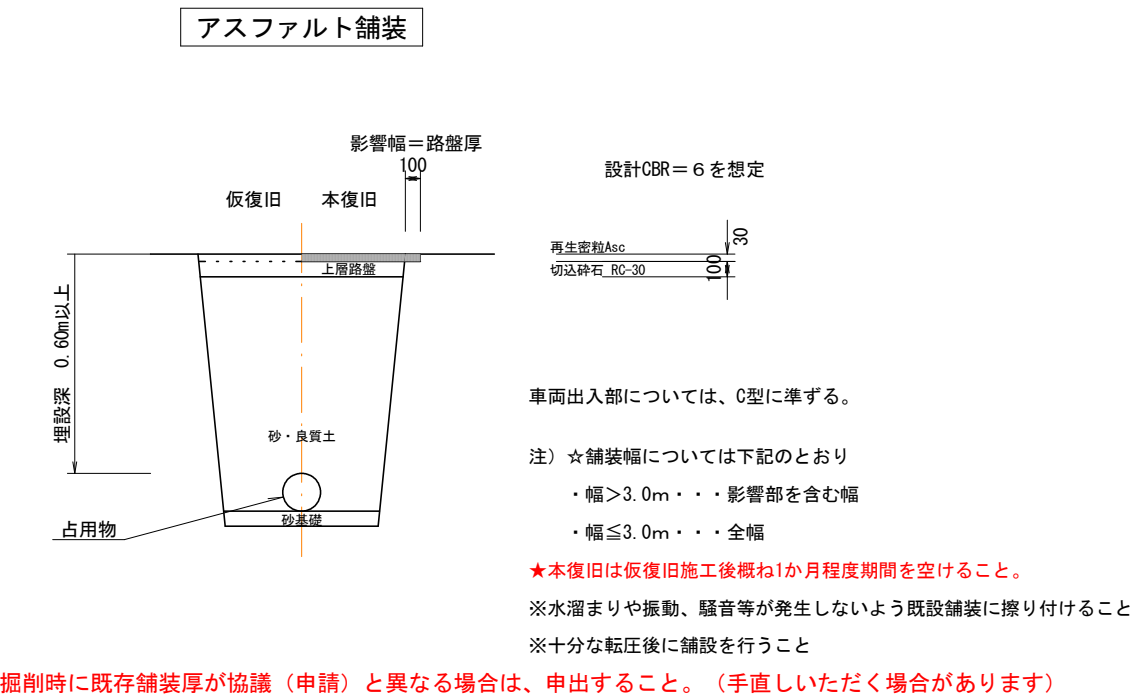 アスファルト舗装
影響幅＝路盤厚
100
設計CBR＝６を想定
仮復旧
本復旧
再生密粒Asc
30
上層路盤
切込砕石 RC-30
100
埋設深 0.60m以上
車両出入部については、C型に準ずる。
砂・良質土
注）☆舗装幅については下記のとおり
・幅＞3.0ｍ・・・影響部を含む幅
占用物
砂基礎
・幅≦3.0ｍ・・・全幅
★本復旧は仮復旧施工後概ね1か月程度期間を空けること。
※水溜まりや振動、騒音等が発生しないよう既設舗装に擦り付けること
※十分な転圧後に舗設を行うこと
掘削時に既存舗装厚が協議（申請）と異なる場合は、申出すること。（手直しいただく場合があります）